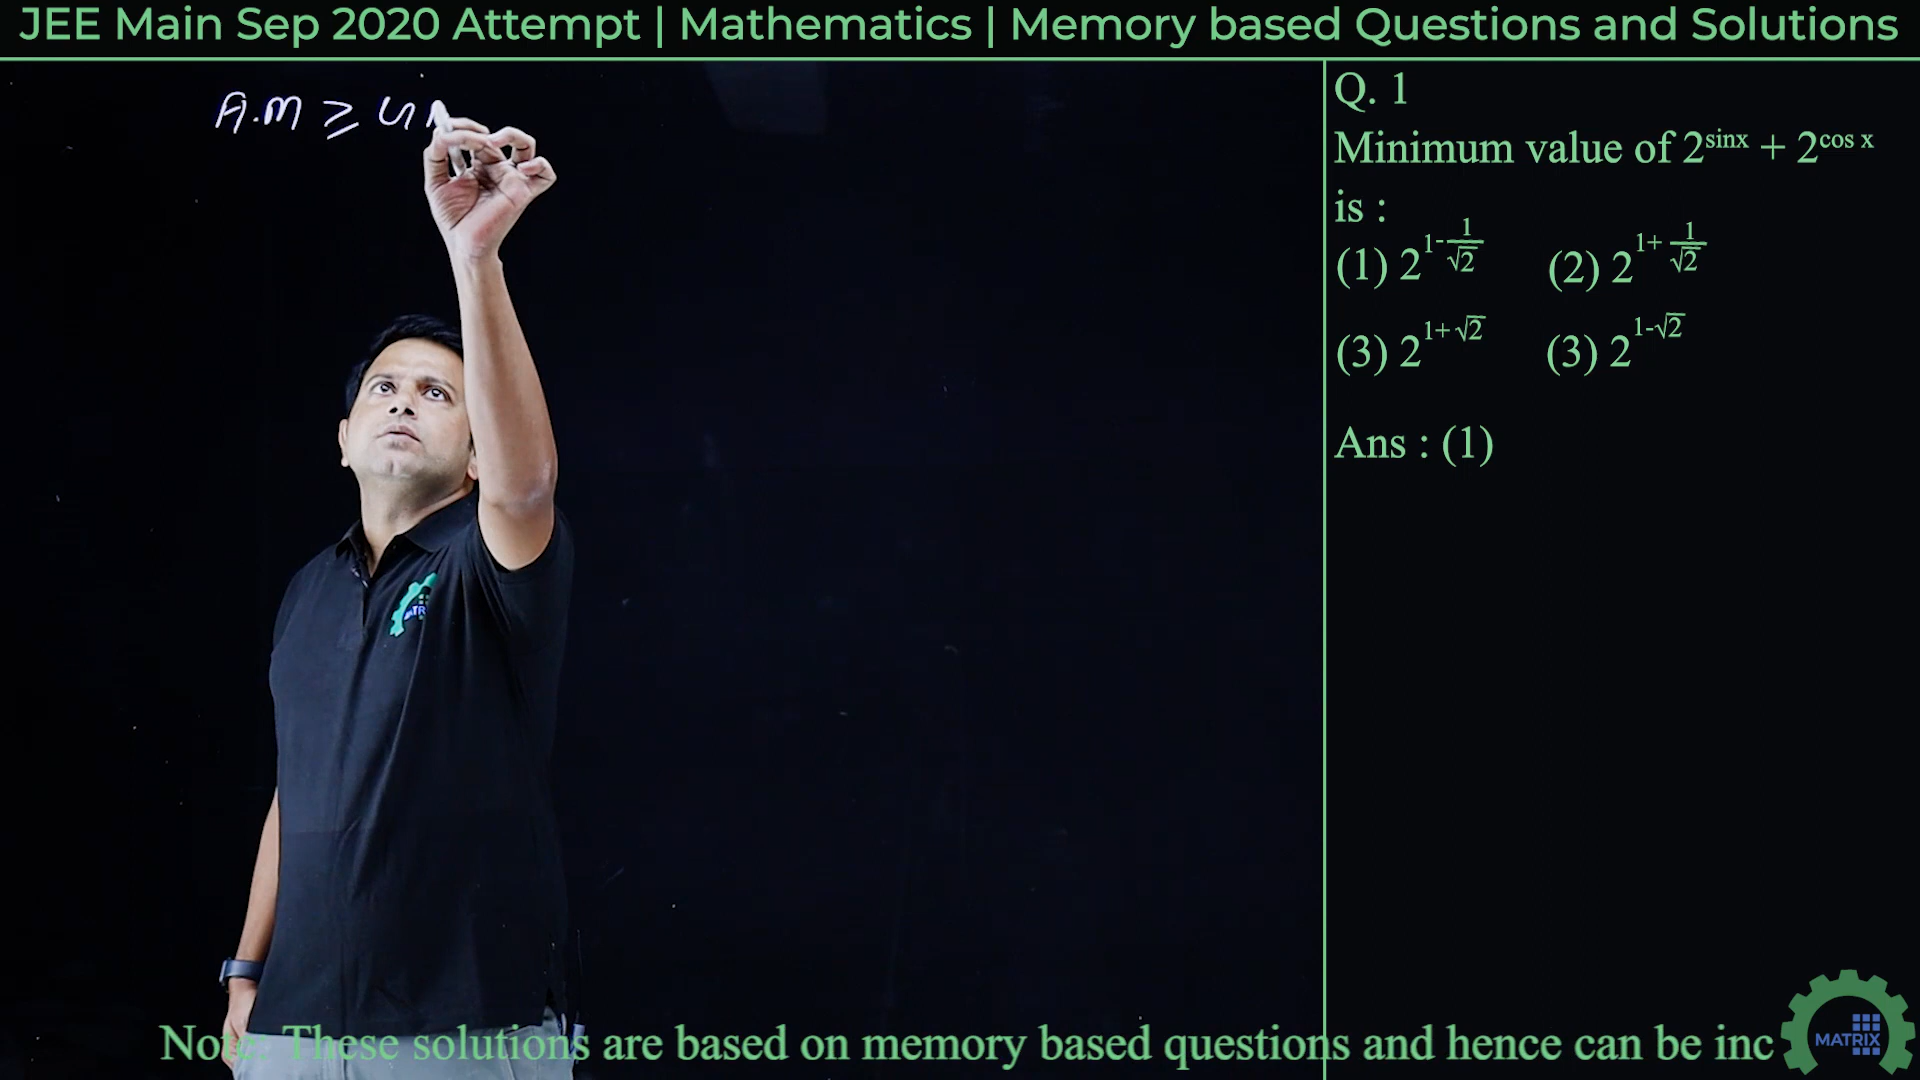 JEE Main Sep 2020 Attempt | Mathematics | Memory based Questions and Solutions
A.M ≥ G
Q. 1
Minimum value of 2^{sinx} + 2^{cos x}
is :
(1) 2^{1-\frac{1}{√2}} (2) 2^{1+\frac{1}{√2}}
(3) 2^{1+√2} (3) 2^{1-√2}
Ans : (1)
Note: These solutions are based on memory based questions and hence can be inc
MATRIX